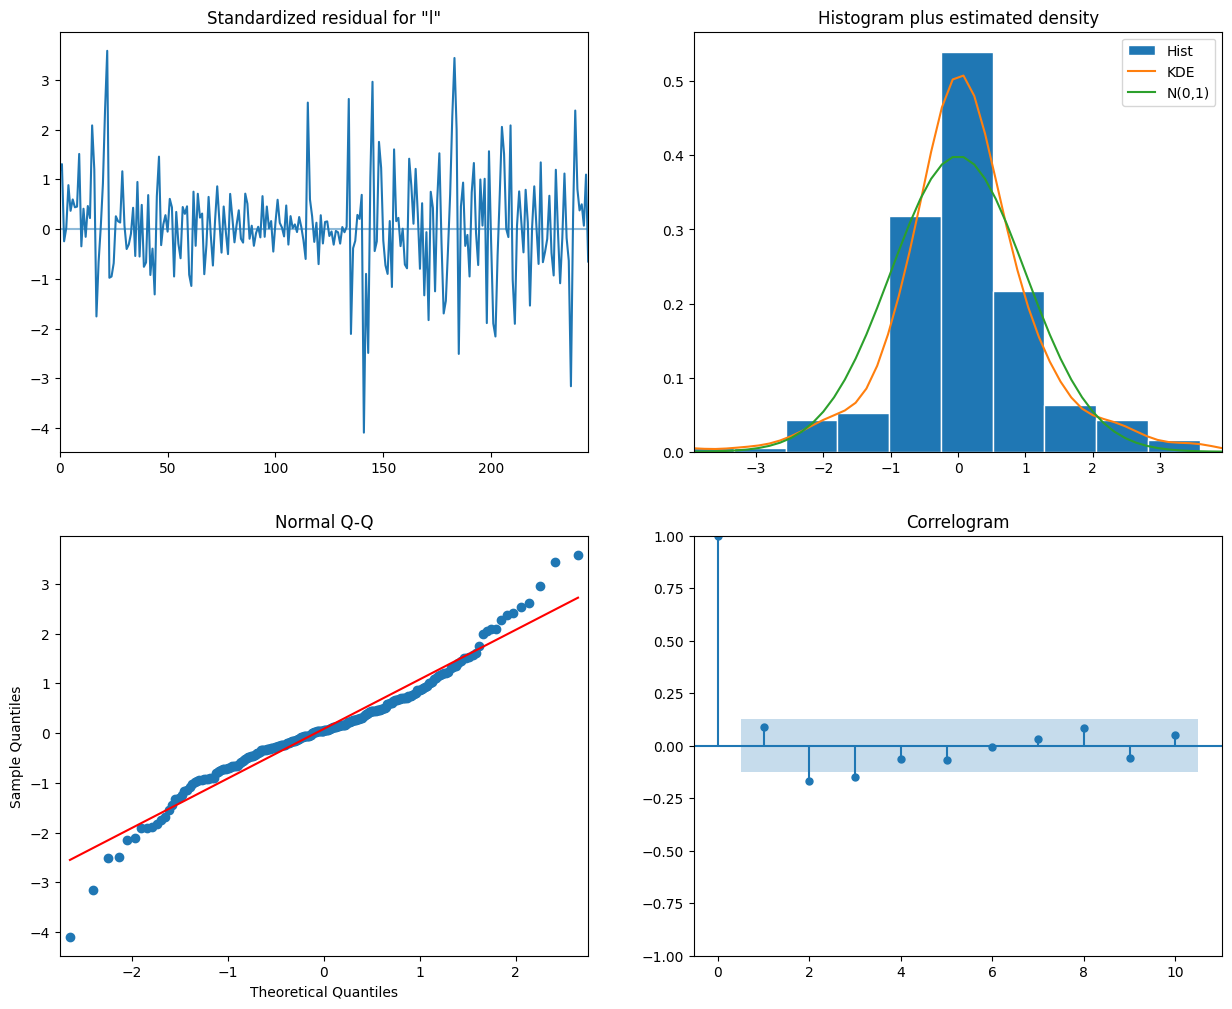 Standardized residual for "l"
3
2
1
0
−1
−2
−3
−4
0 50 100 150 200
Histogram plus estimated density
Hist
KDE
N(0,1)
0.5
0.4
0.3
0.2
0.1
0.0
−3 −2 −1 0 1 2 3
Normal Q-Q
Sample Quantiles
3
2
1
0
−1
−2
−3
−4
−2 −1 0 1 2
Theoretical Quantiles
Correlogram
1.00
0.75
0.50
0.25
0.00
−0.25
−0.50
−0.75
−1.00
0 2 4 6 8 10